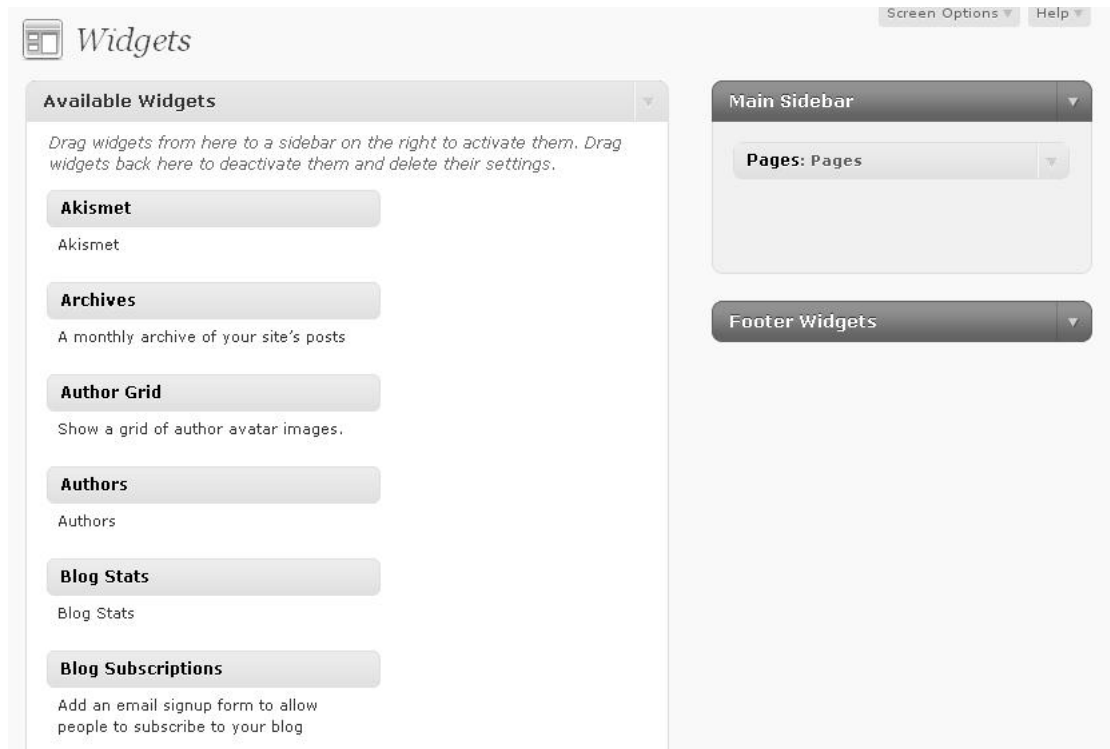 Screen Options
Help
Widgets
Available Widgets
Drag widgets from here to a sidebar on the right to activate them. Drag
widgets back here to deactivate them and delete their settings.
Akismet
Akismet
Archives
A monthly archive of your site's posts
Author Grid
Show a grid of author avatar images.
Authors
Authors
Blog Stats
Blog Stats
Blog Subscriptions
Add an email signup form to allow
people to subscribe to your blog
Main Sidebar
Pages: Pages
Footer Widgets